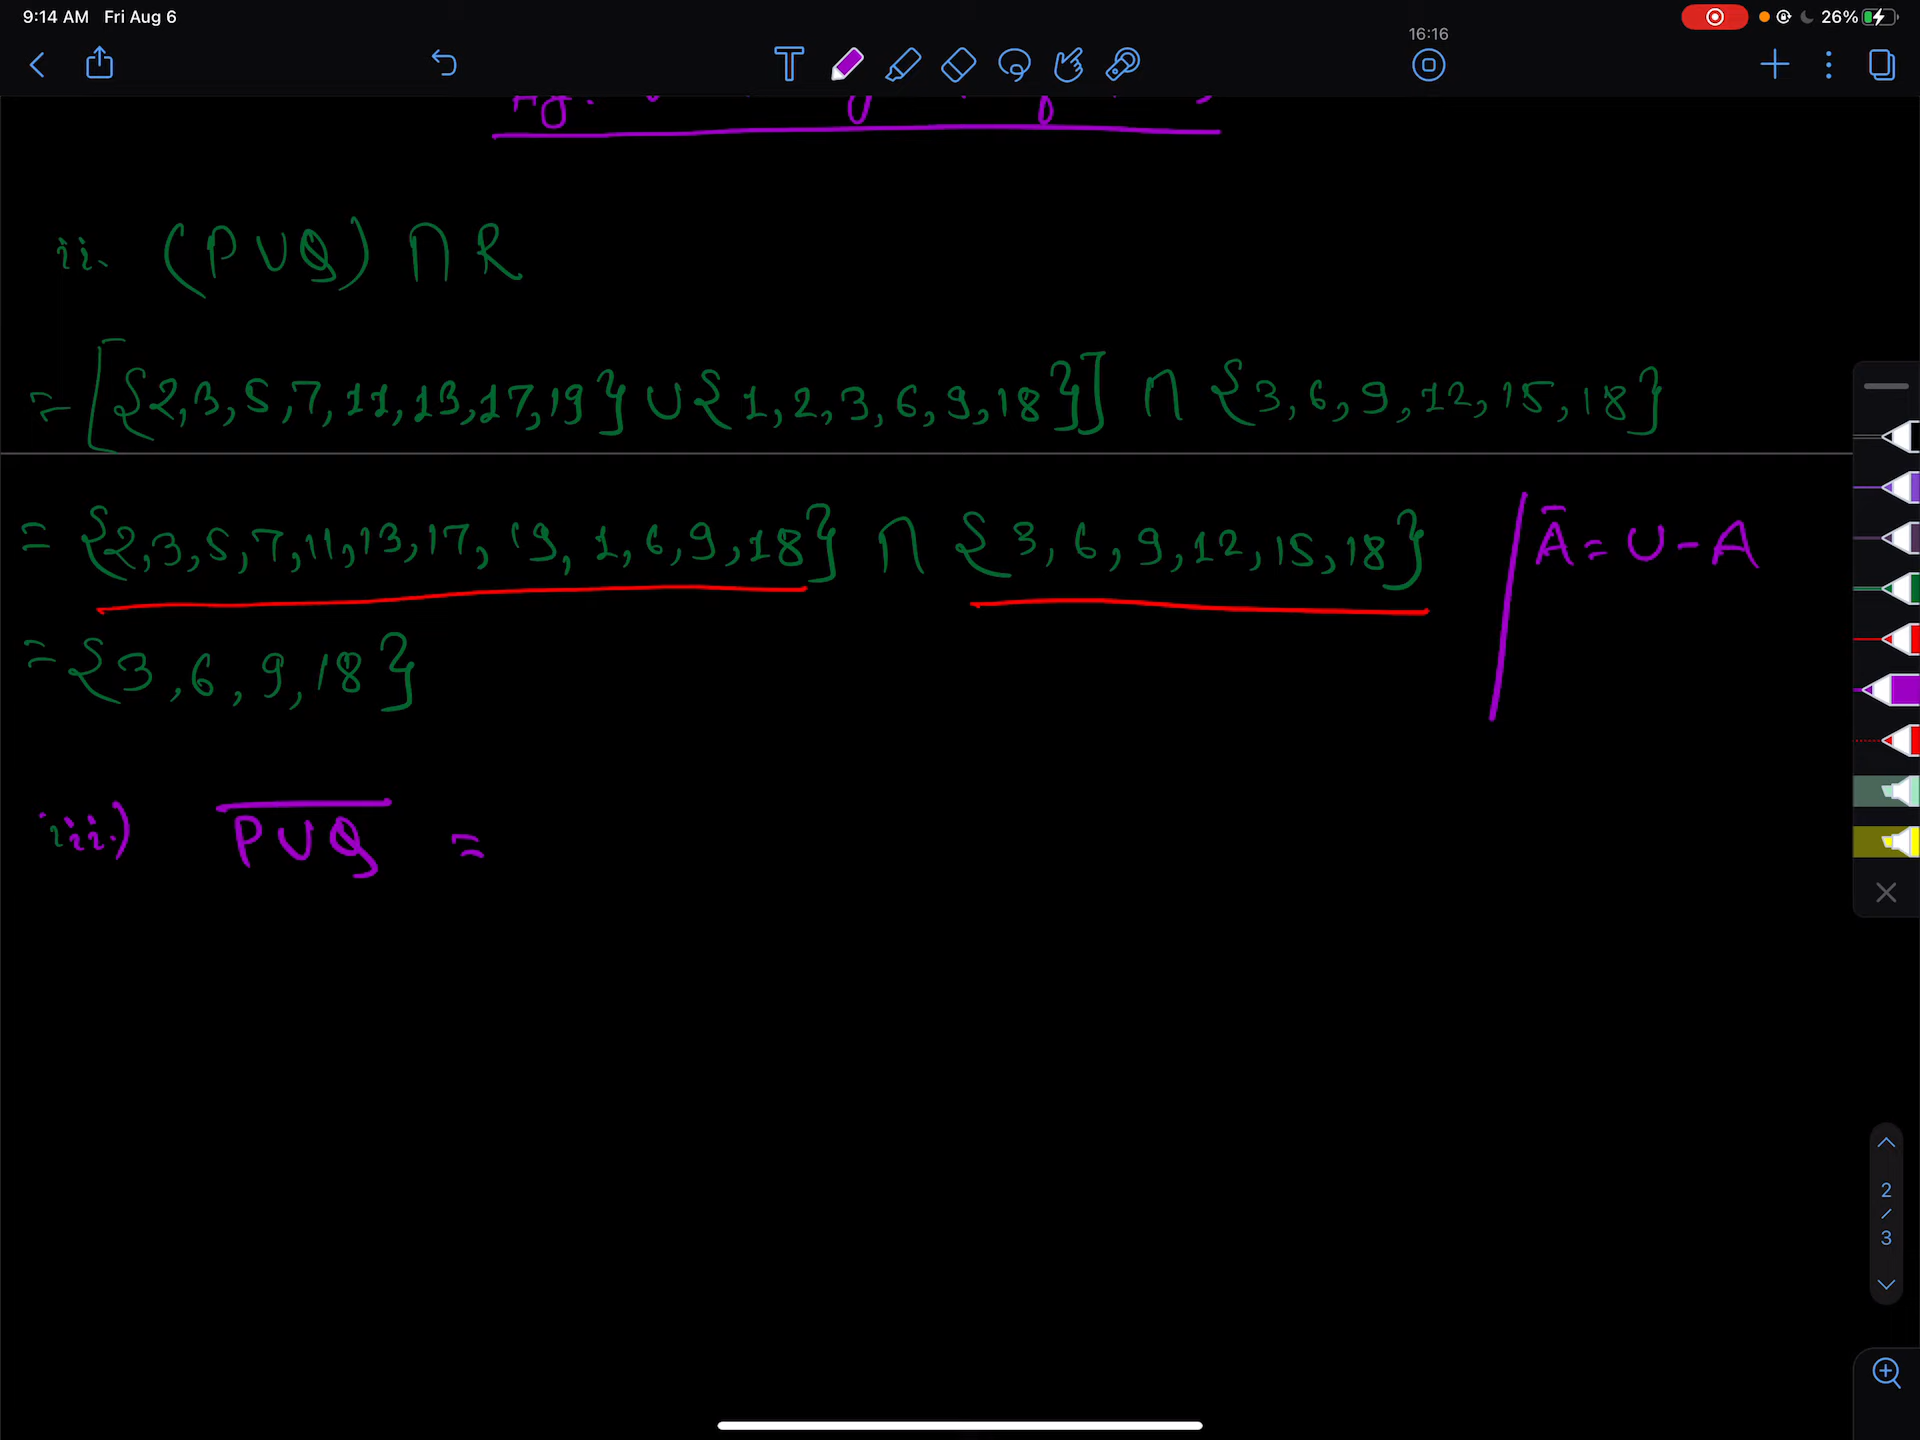 9:14 AM Fri Aug 6
26%
16:16
ii. (P∪Q) ∩ R
= [{2,3,5,7,11,13,17,19} ∪ {1,2,3,6,9,18}] ∩ {3,6,9,12,15,18}
= {2,3,5,7,11,13,17,19,1,6,9,18} ∩ {3,6,9,12,15,18}
Ā = U - A
= {3,6,9,18}
iii.) \overline{P∪Q} =
2
/
3